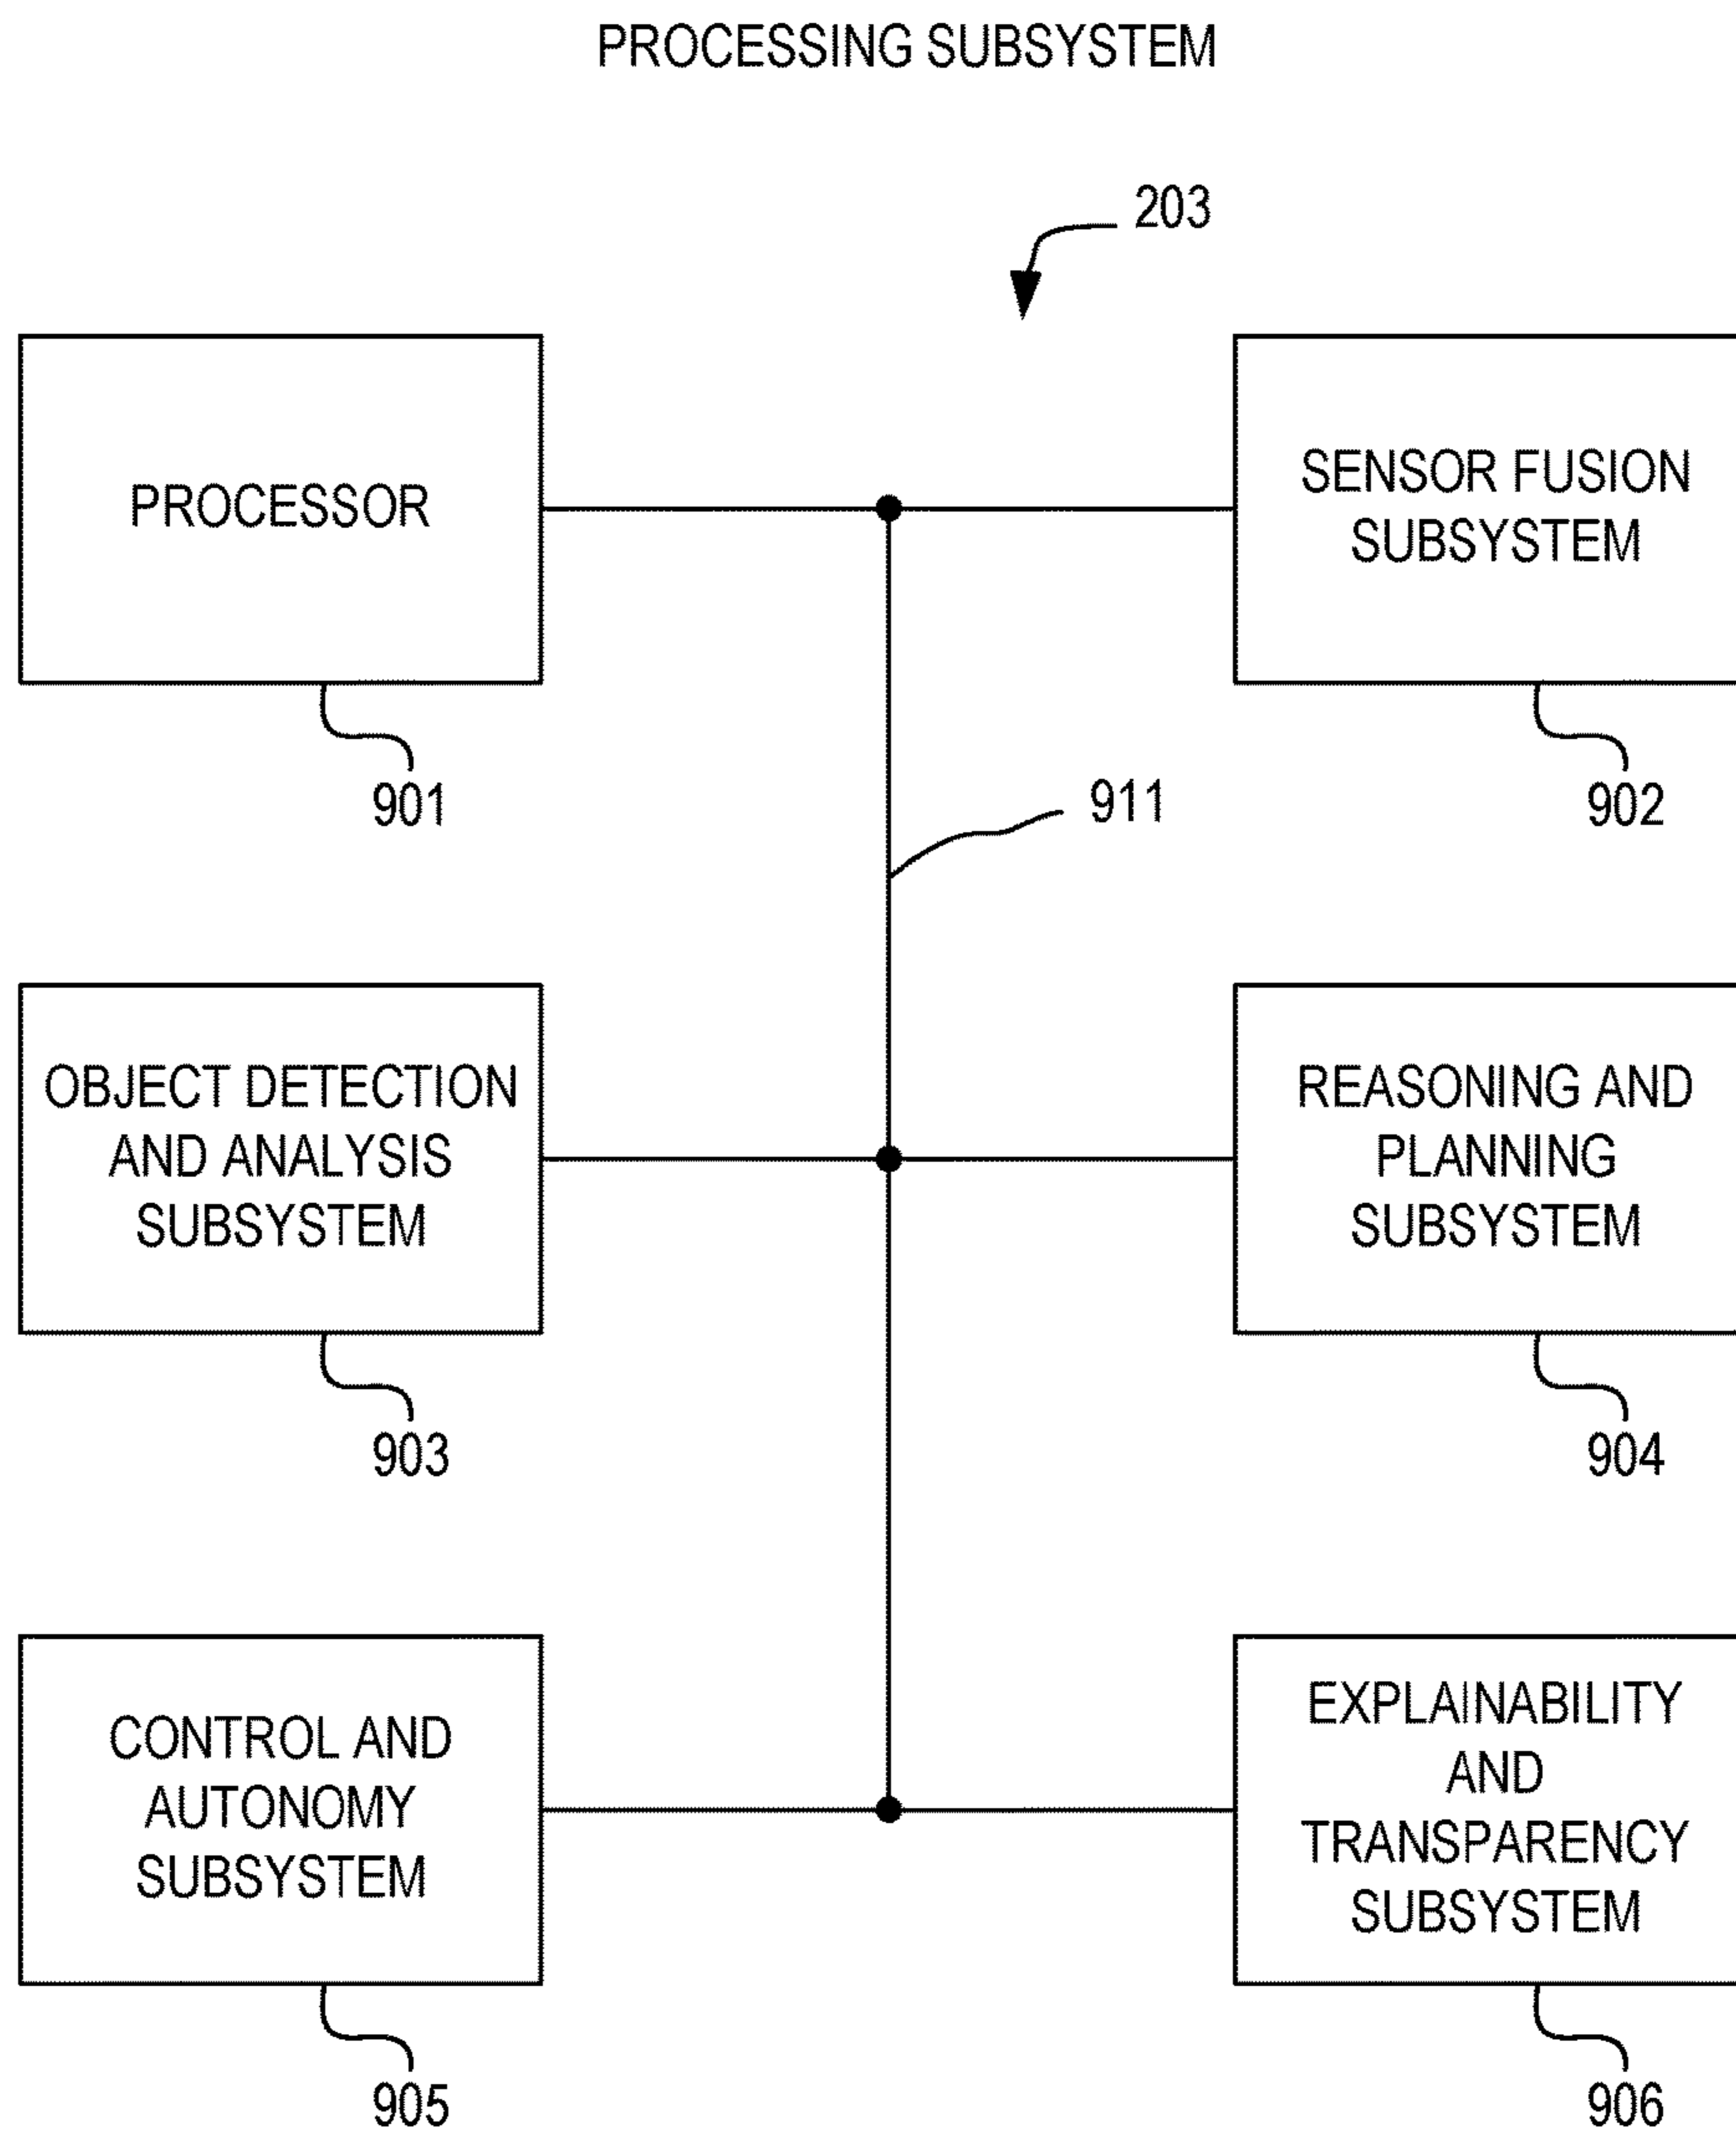 PROCESSING SUBSYSTEM
203
PROCESSOR
901
SENSOR FUSION
SUBSYSTEM
902
911
OBJECT DETECTION
AND ANALYSIS
SUBSYSTEM
903
REASONING AND
PLANNING
SUBSYSTEM
904
CONTROL AND
AUTONOMY
SUBSYSTEM
905
EXPLAINABILITY
AND
TRANSPARENCY
SUBSYSTEM
906